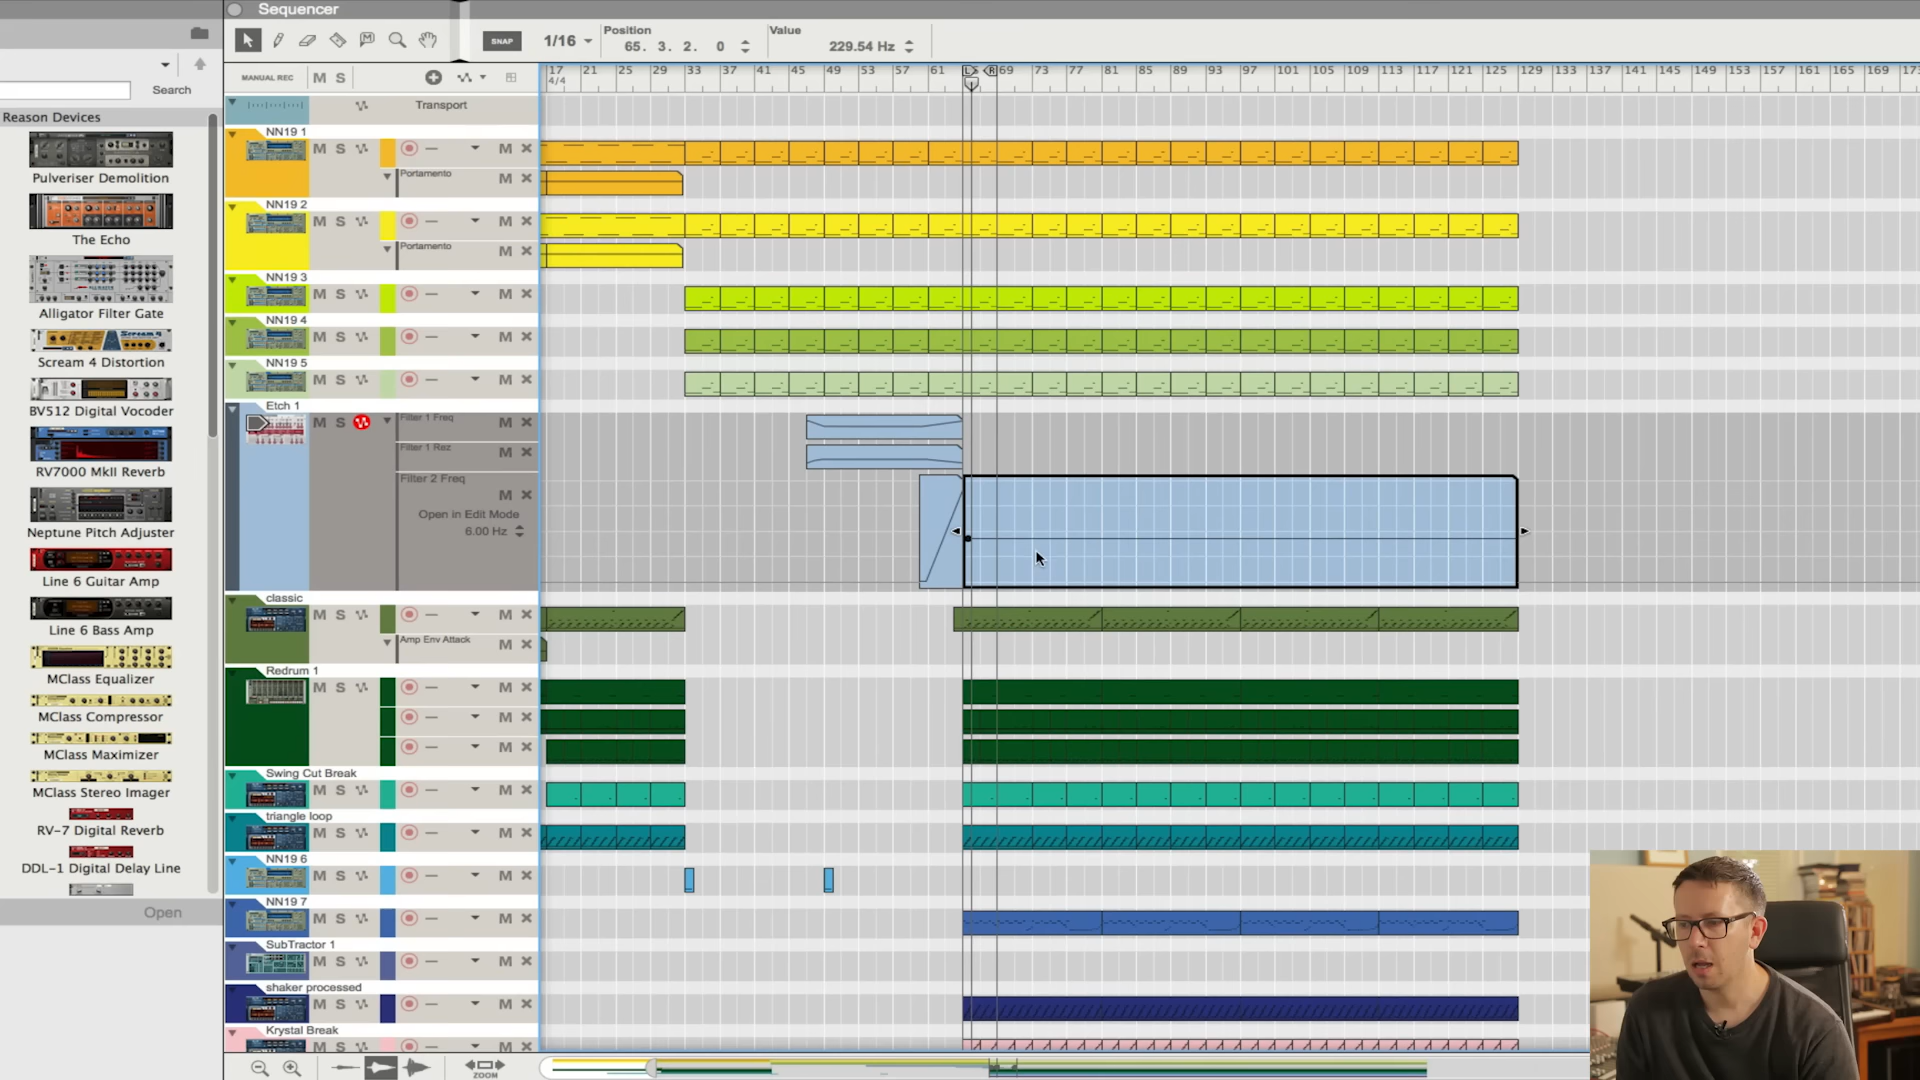 Sequencer
SNAP
1/16
Position
65. 3. 2. 0
Value
229.54 Hz
Search
MANUAL REC
M S
17 21 25 29 33 37 41 45 49 53 57 61 L R 69 73 77 81 85 89 93 97 101 105 109 113 117 121 125 129 133 137 141 145 149 153 157 161 165 169 173
4/4
Transport
Reason Devices
Pulveriser Demolition
The Echo
Alligator Filter Gate
Scream 4 Distortion
BV512 Digital Vocoder
RV7000 MkII Reverb
Neptune Pitch Adjuster
Line 6 Guitar Amp
Line 6 Bass Amp
MClass Equalizer
MClass Compressor
MClass Maximizer
MClass Stereo Imager
RV-7 Digital Reverb
DDL-1 Digital Delay Line
Open
NN19 1
M S M
Portamento
M
NN19 2
M S M
Portamento
M
NN19 3
M S M
NN19 4
M S M
NN19 5
M S M
Etch 1
M S Filter 1 Freq M
Filter 1 Rez M
Filter 2 Freq
M
Open in Edit Mode
6.00 Hz
classic
M S M
Amp Env Attack M
Redrum 1
M S M
M
M
Swing Cut Break
M S M
triangle loop
M S M
NN19 6
M S M
NN19 7
M S M
SubTractor 1
M S M
shaker processed
M S M
Krystal Break
M S M
ZOOM